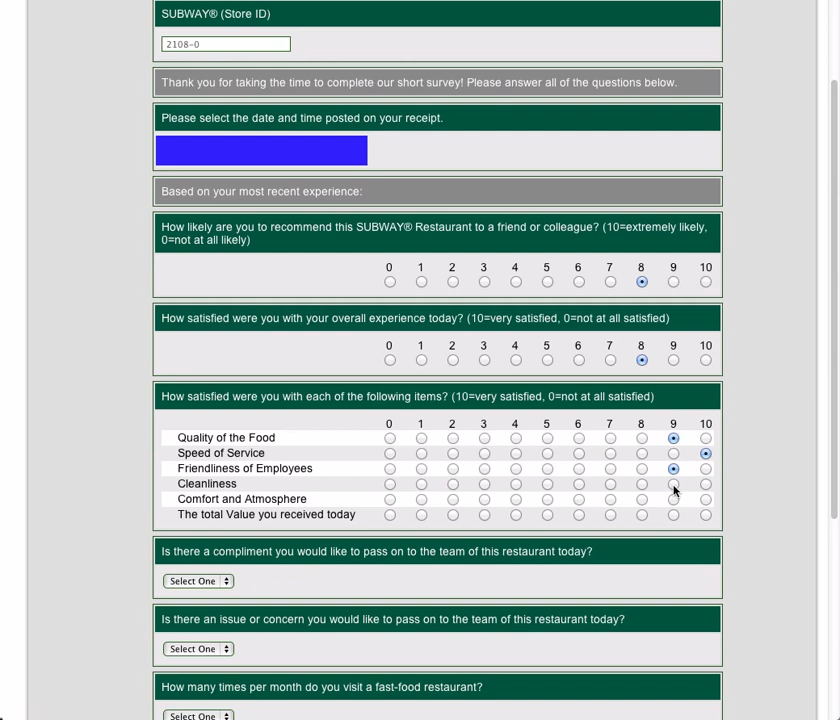 SUBWAY® (Store ID)
2108-0
Thank you for taking the time to complete our short survey! Please answer all of the questions below.
Please select the date and time posted on your receipt.
Based on your most recent experience:
How likely are you to recommend this SUBWAY® Restaurant to a friend or colleague? (10=extremely likely,
0=not at all likely)
0 1 2 3 4 5 6 7 8 9 10
How satisfied were you with your overall experience today? (10=very satisfied, 0=not at all satisfied)
0 1 2 3 4 5 6 7 8 9 10
How satisfied were you with each of the following items? (10=very satisfied, 0=not at all satisfied)
0 1 2 3 4 5 6 7 8 9 10
Quality of the Food
Speed of Service
Friendliness of Employees
Cleanliness
Comfort and Atmosphere
The total Value you received today
Is there a compliment you would like to pass on to the team of this restaurant today?
Select One
Is there an issue or concern you would like to pass on to the team of this restaurant today?
Select One
How many times per month do you visit a fast-food restaurant?
Select One